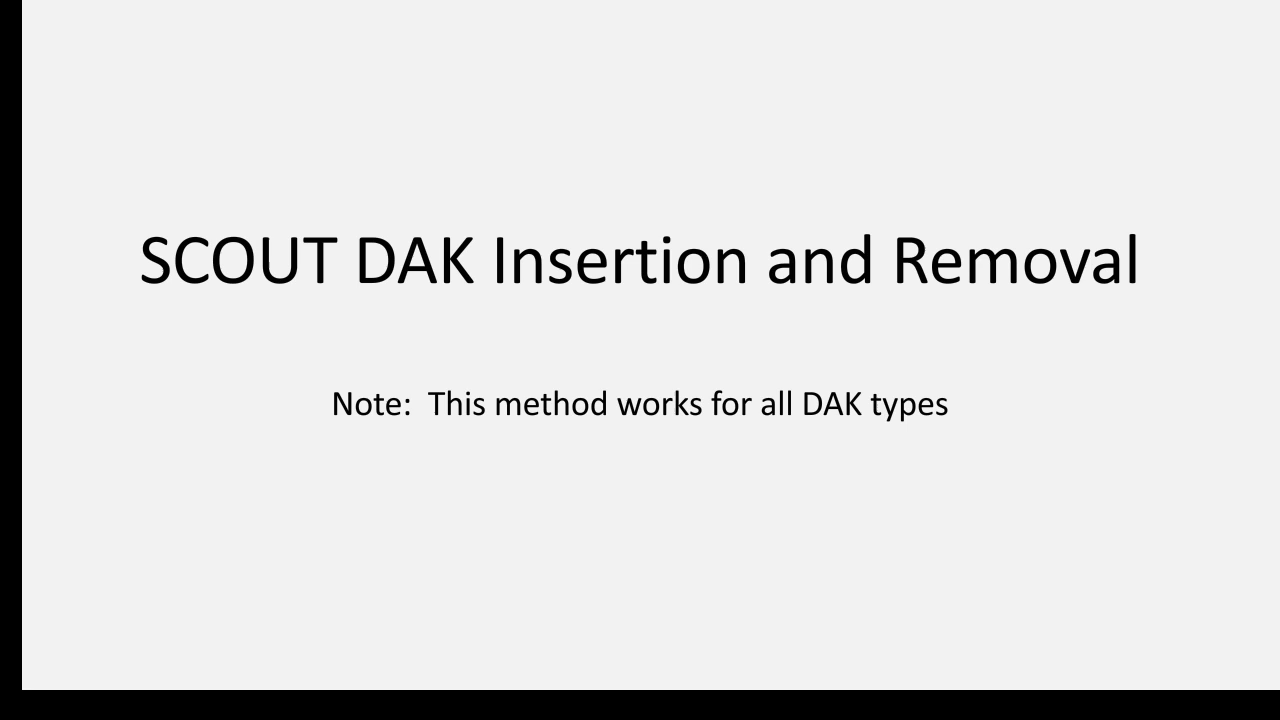 SCOUT DAK Insertion and Removal
Note:  This method works for all DAK types